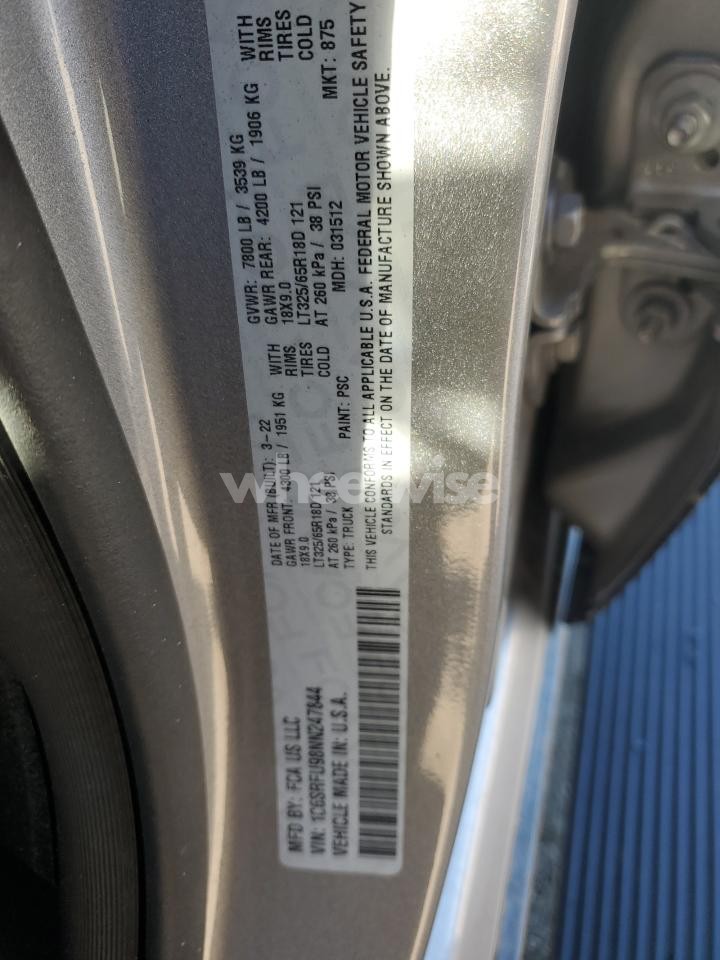 MFD BY: FCA US LLC
DATE OF MFR (BUILT): 3-22
GVWR: 7800 LB / 3539 KG
GAWR FRONT: 4300 LB / 1951 KG WITH
18X9.0 RIMS
LT325/65R18D 121 TIRES
AT 260 kPa / 38 PSI COLD
GAWR REAR: 4200 LB / 1906 KG WITH
18X9.0 RIMS
LT325/65R18D 121 TIRES
AT 260 kPa / 38 PSI COLD
VIN: 1C6SRFU98NN247844
TYPE: TRUCK
PAINT: PSC
MDH: 031512
MKT: 875
VEHICLE MADE IN: U.S.A.
THIS VEHICLE CONFORMS TO ALL APPLICABLE U.S.A. FEDERAL MOTOR VEHICLE SAFETY
STANDARDS IN EFFECT ON THE DATE OF MANUFACTURE SHOWN ABOVE.
wheelwise